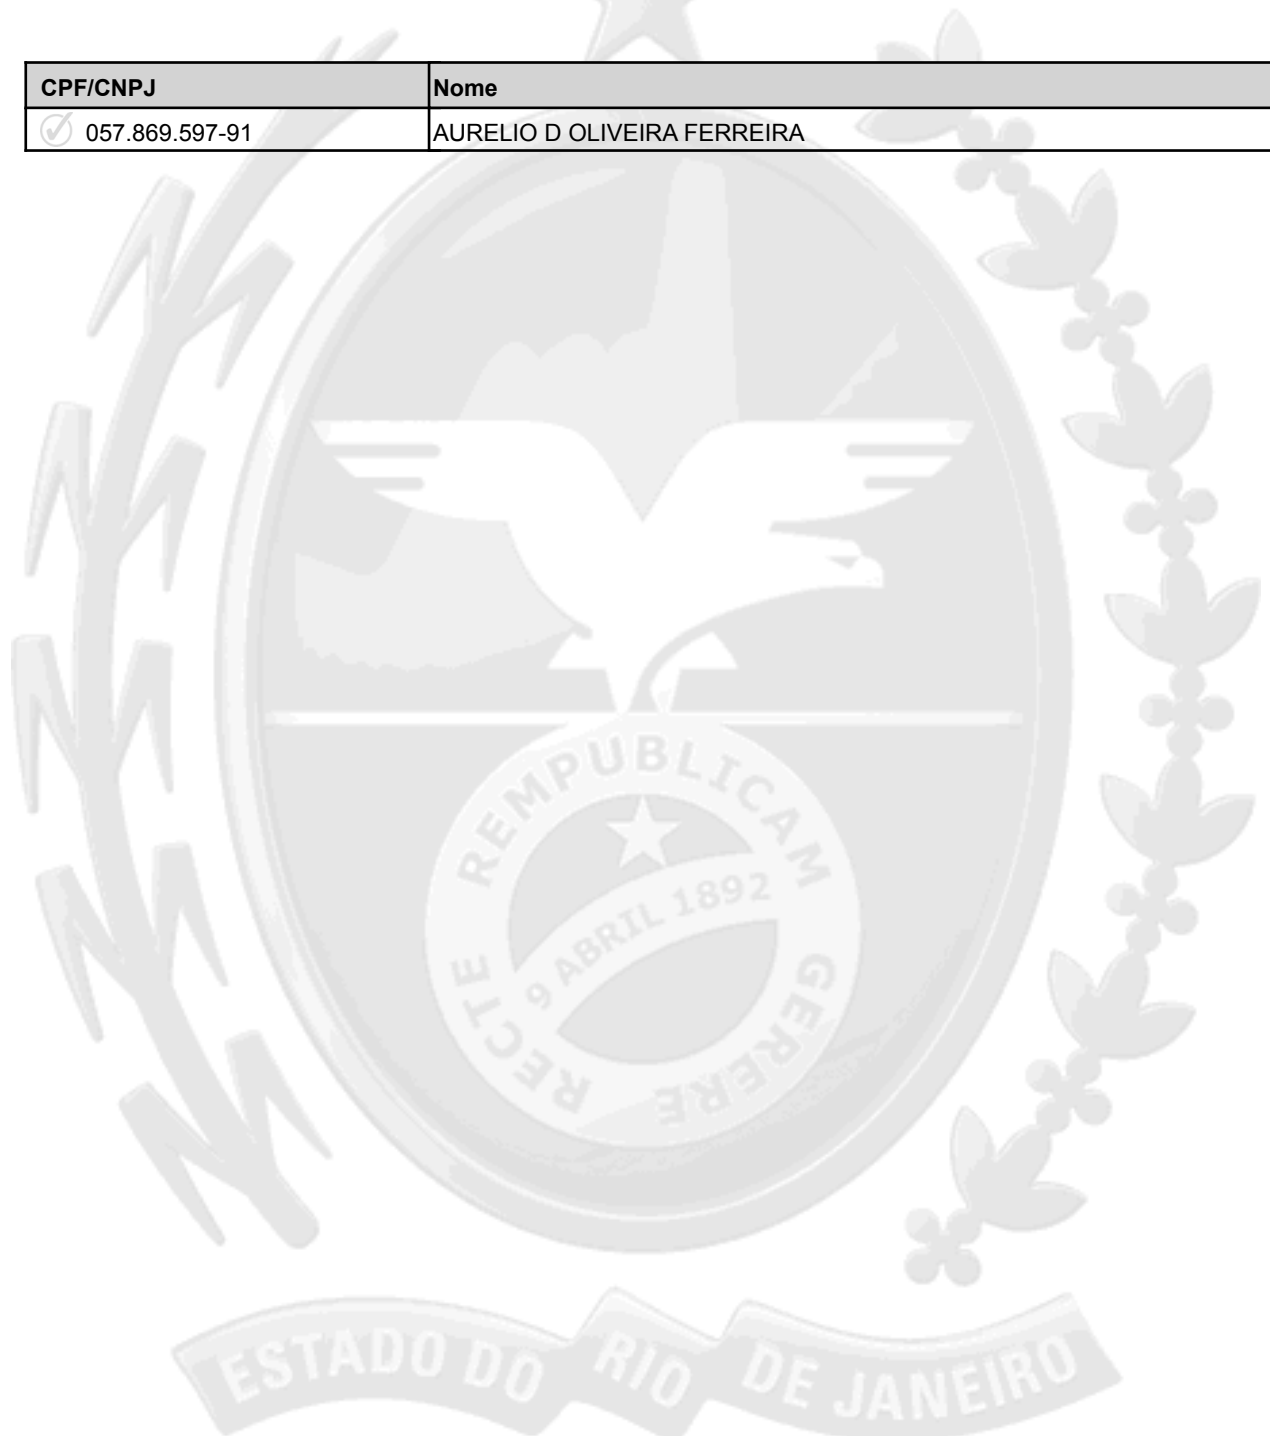 CPF/CNPJ Nome
057.869.597-91 AURELIO D OLIVEIRA FERREIRA
REMPUBLICAM
9 ABRIL 1892
RECTE GERERE
ESTADO DO RIO DE JANEIRO